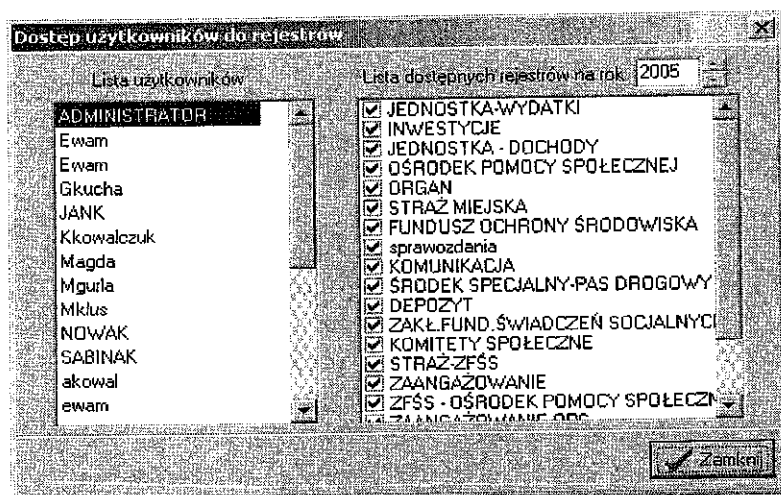 Dostęp użytkowników do rejestrów
Lista użytkowników
ADMINISTRATOR
Ewam
Ewam
Gkucha
JANK
Kkowalczuk
Magda
Mgurla
Mklus
NOWAK
SABINAK
akowal
ewam
Lista dostępnych rejestrów na rok 2005
JEDNOSTKA-WYDATKI
INWESTYCJE
JEDNOSTKA - DOCHODY
OŚRODEK POMOCY SPOŁECZNEJ
ORGAN
STRAŻ MIEJSKA
FUNDUSZ OCHRONY ŚRODOWISKA
sprawozdania
KOMUNIKACJA
ŚRODEK SPECJALNY-PAS DROGOWY
DEPOZYT
ZAKŁ.FUND.ŚWIADCZEŃ SOCJALNYC
KOMITETY SPOŁECZNE
STRAŻ-ZFŚS
ZAANGAŻOWANIE
ZFŚS - OŚRODEK POMOCY SPOŁECZN
ZAANGAŻOWANIE OPS
Zamknij